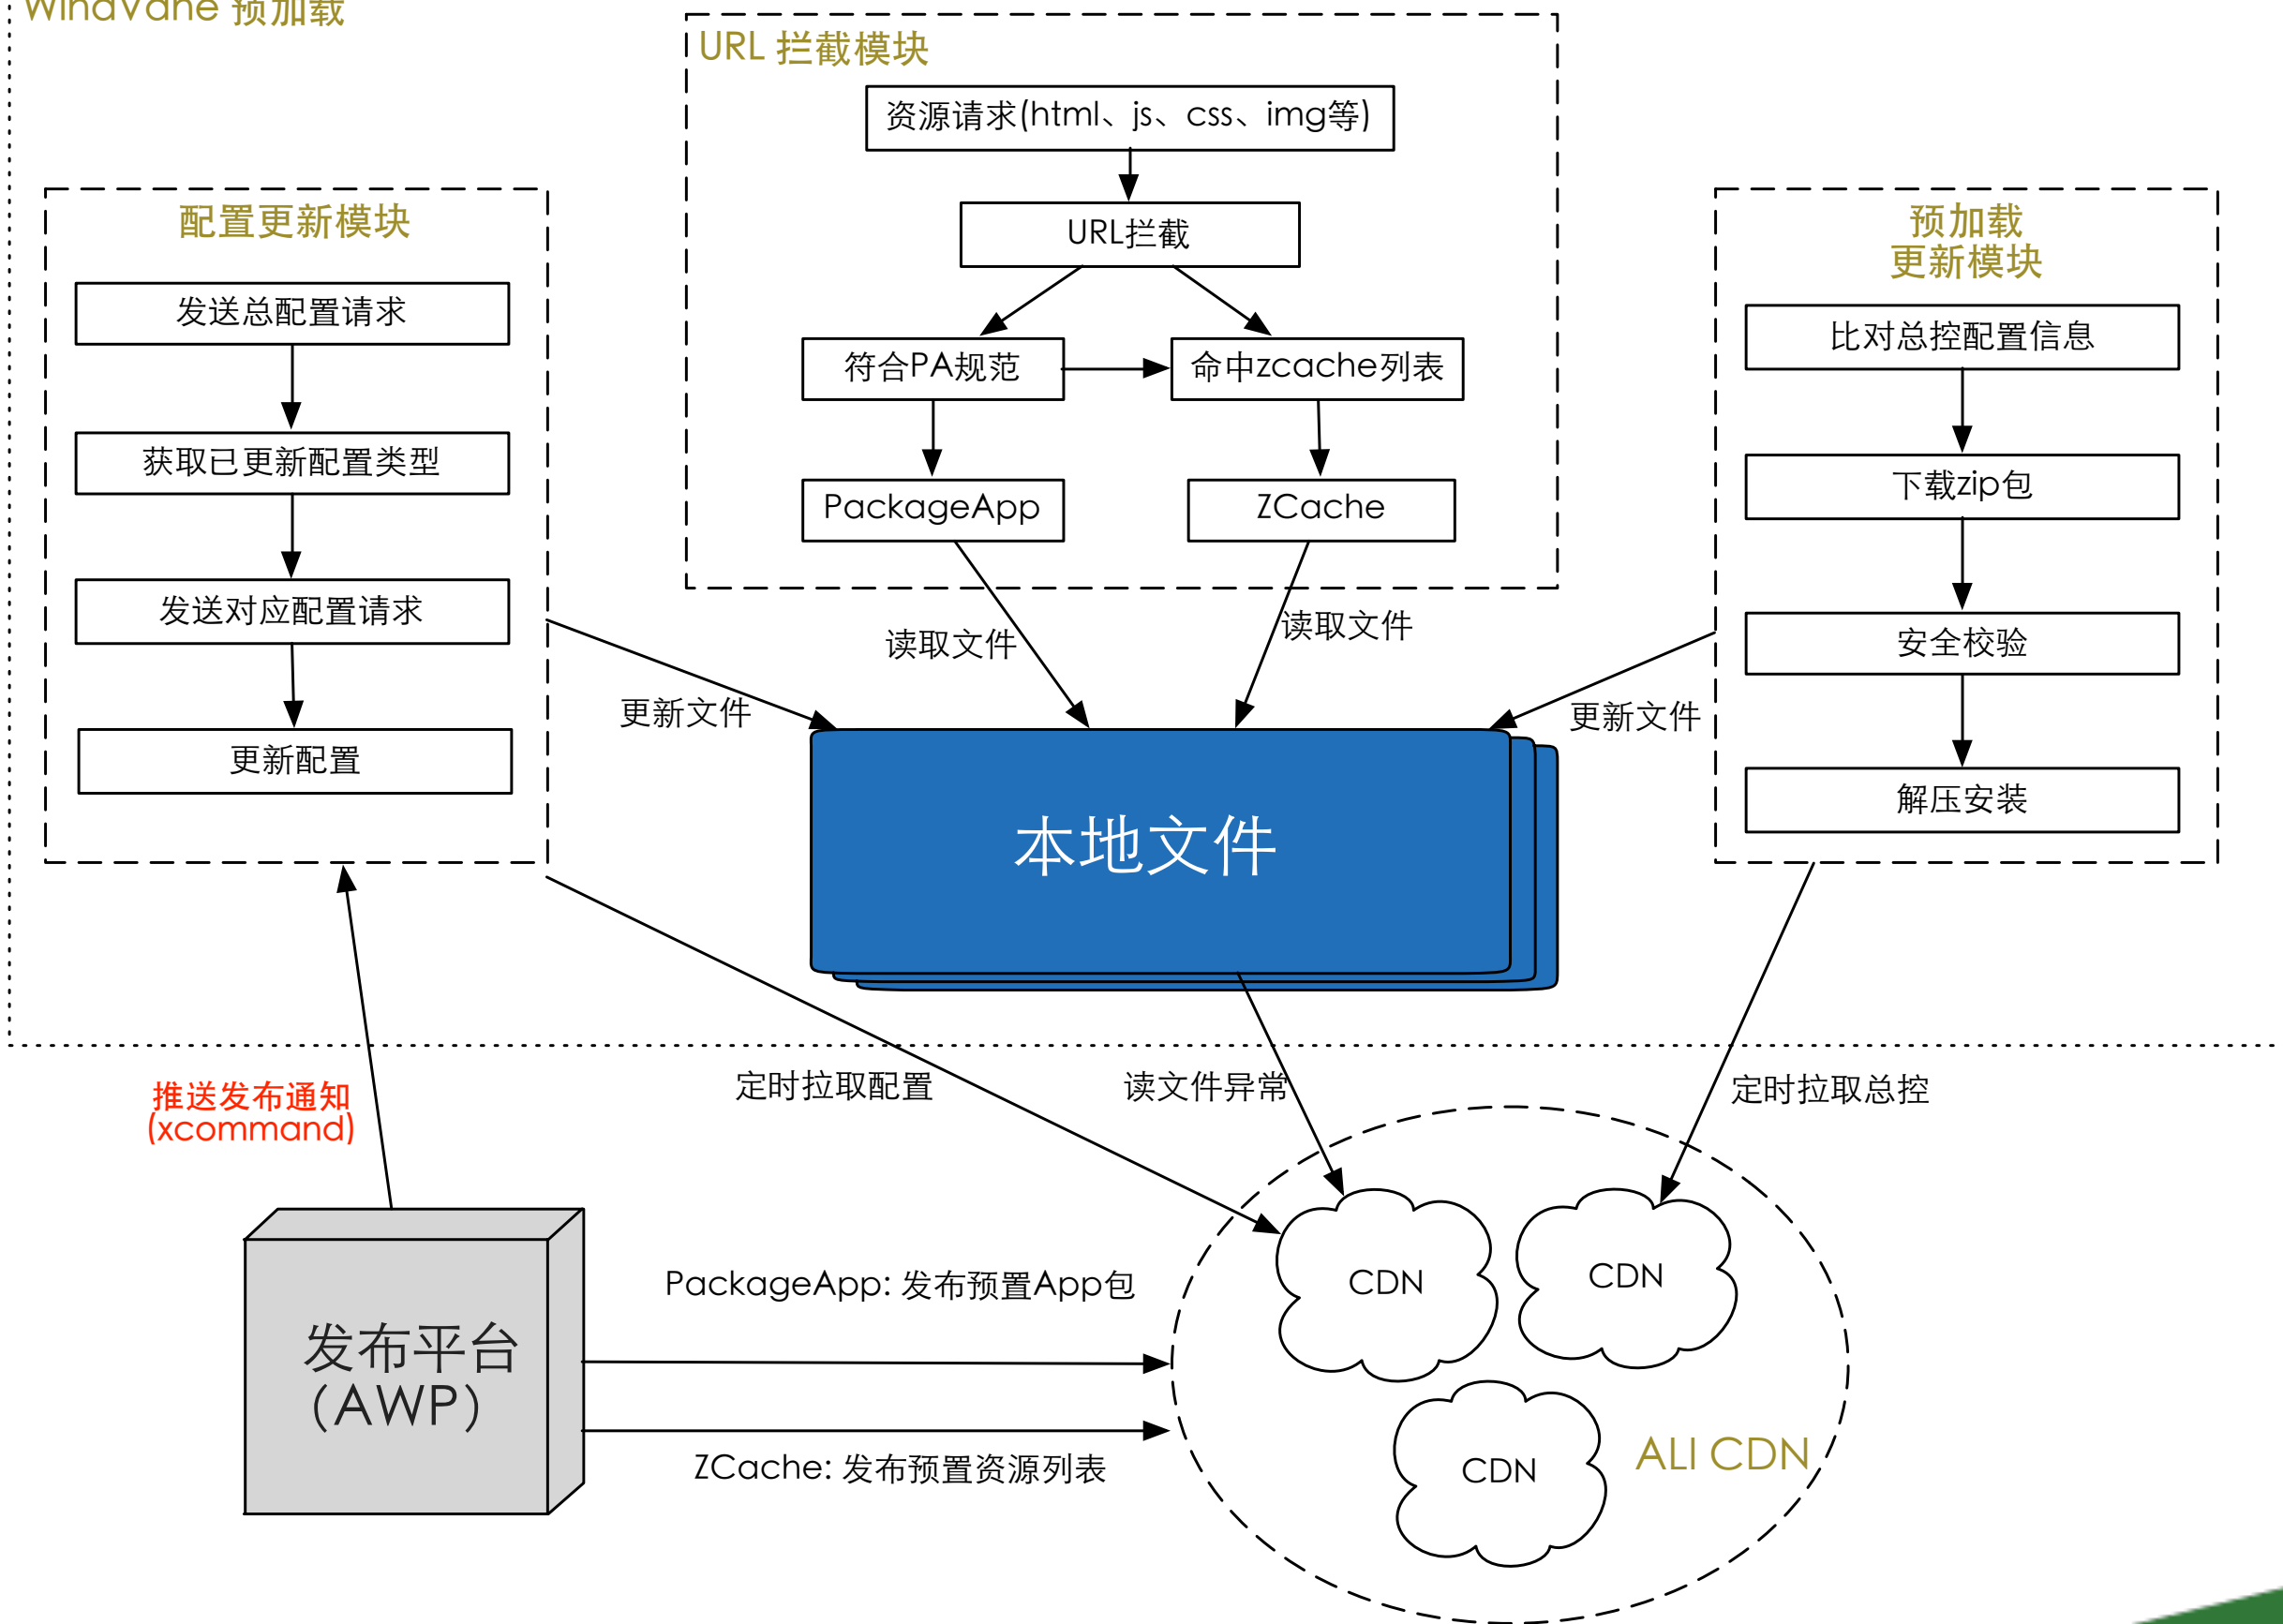 WindVane 预加载
URL 拦截模块
资源请求(html、js、css、img等)
URL拦截
符合PA规范
命中zcache列表
PackageApp
ZCache
配置更新模块
发送总配置请求
获取已更新配置类型
发送对应配置请求
更新配置
预加载
更新模块
比对总控配置信息
下载zip包
安全校验
解压安装
更新文件
读取文件
读取文件
更新文件
本地文件
推送发布通知
(xcommand)
定时拉取配置
读文件异常
定时拉取总控
发布平台
(AWP)
PackageApp: 发布预置App包
ZCache: 发布预置资源列表
CDN
CDN
CDN
ALI CDN